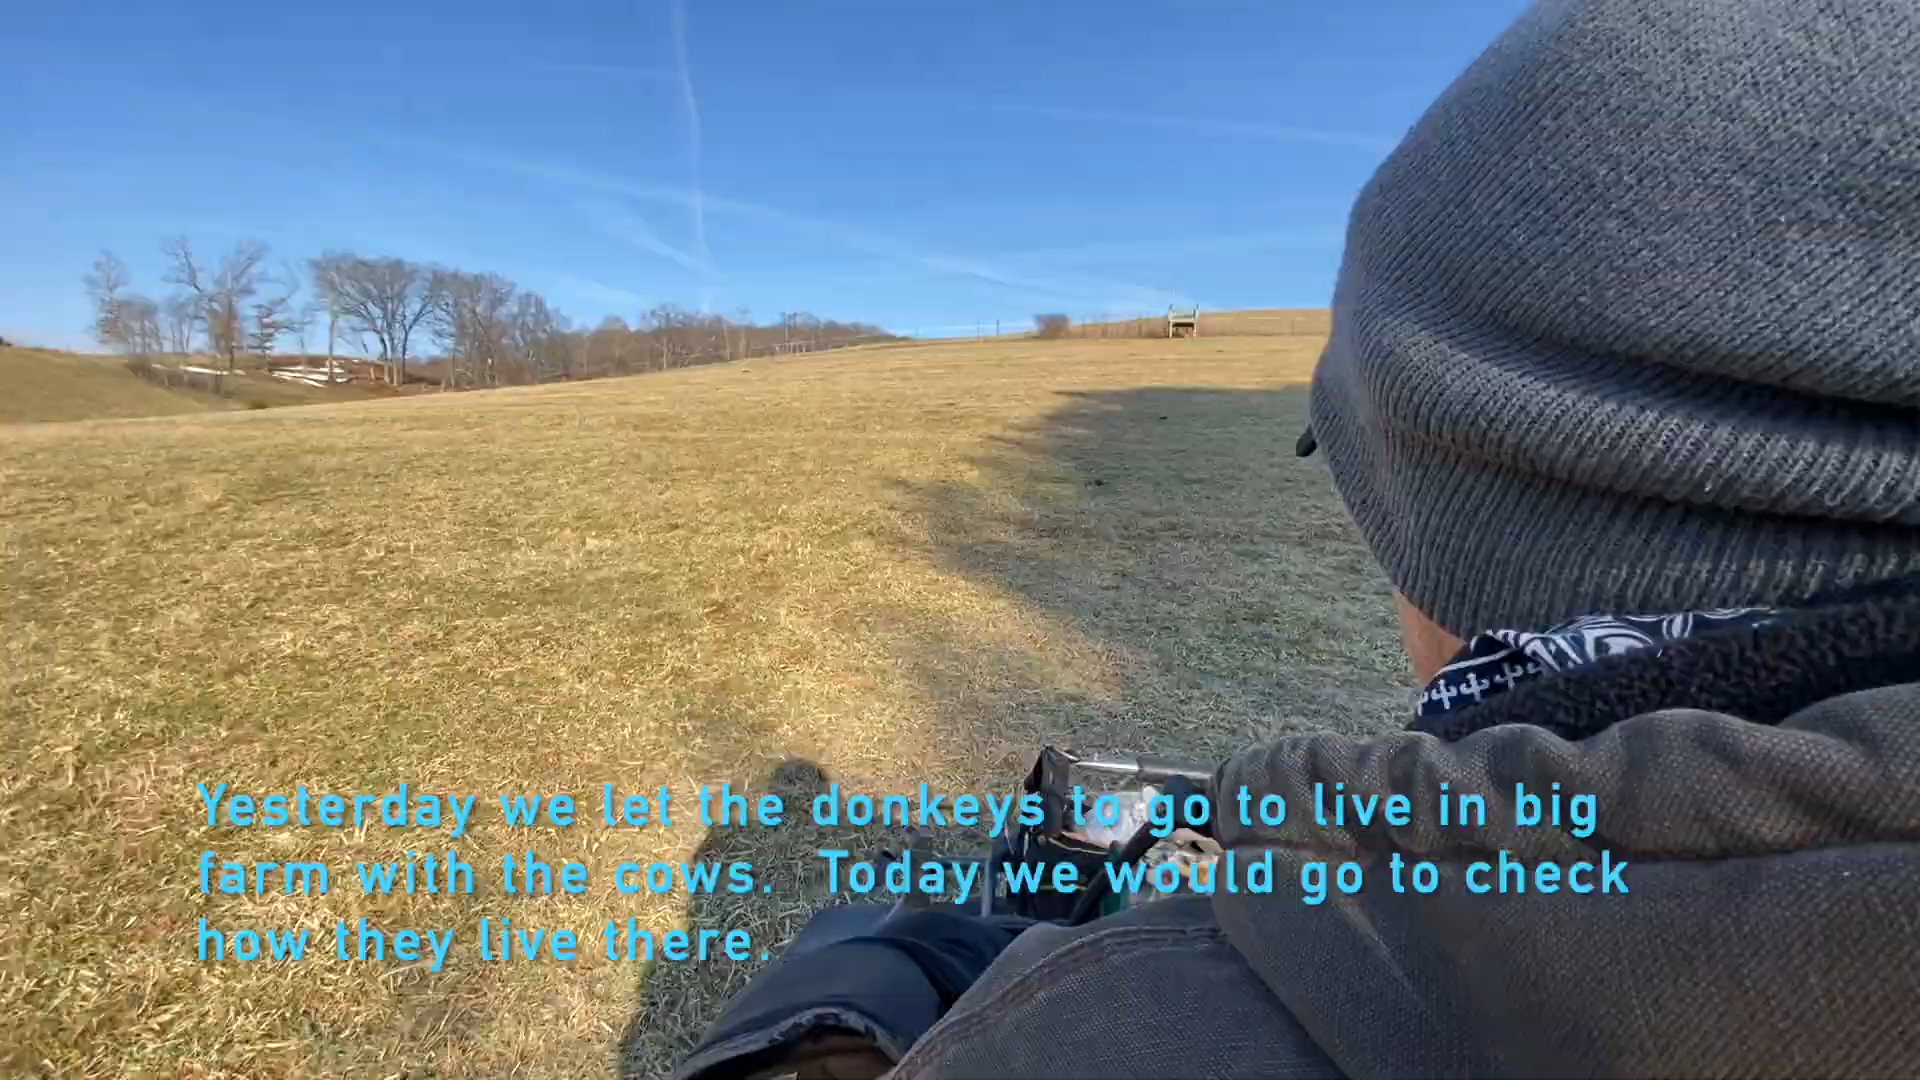 Yesterday we let the donkeys to go to live in big
farm with the cows.  Today we would go to check
how they live there.